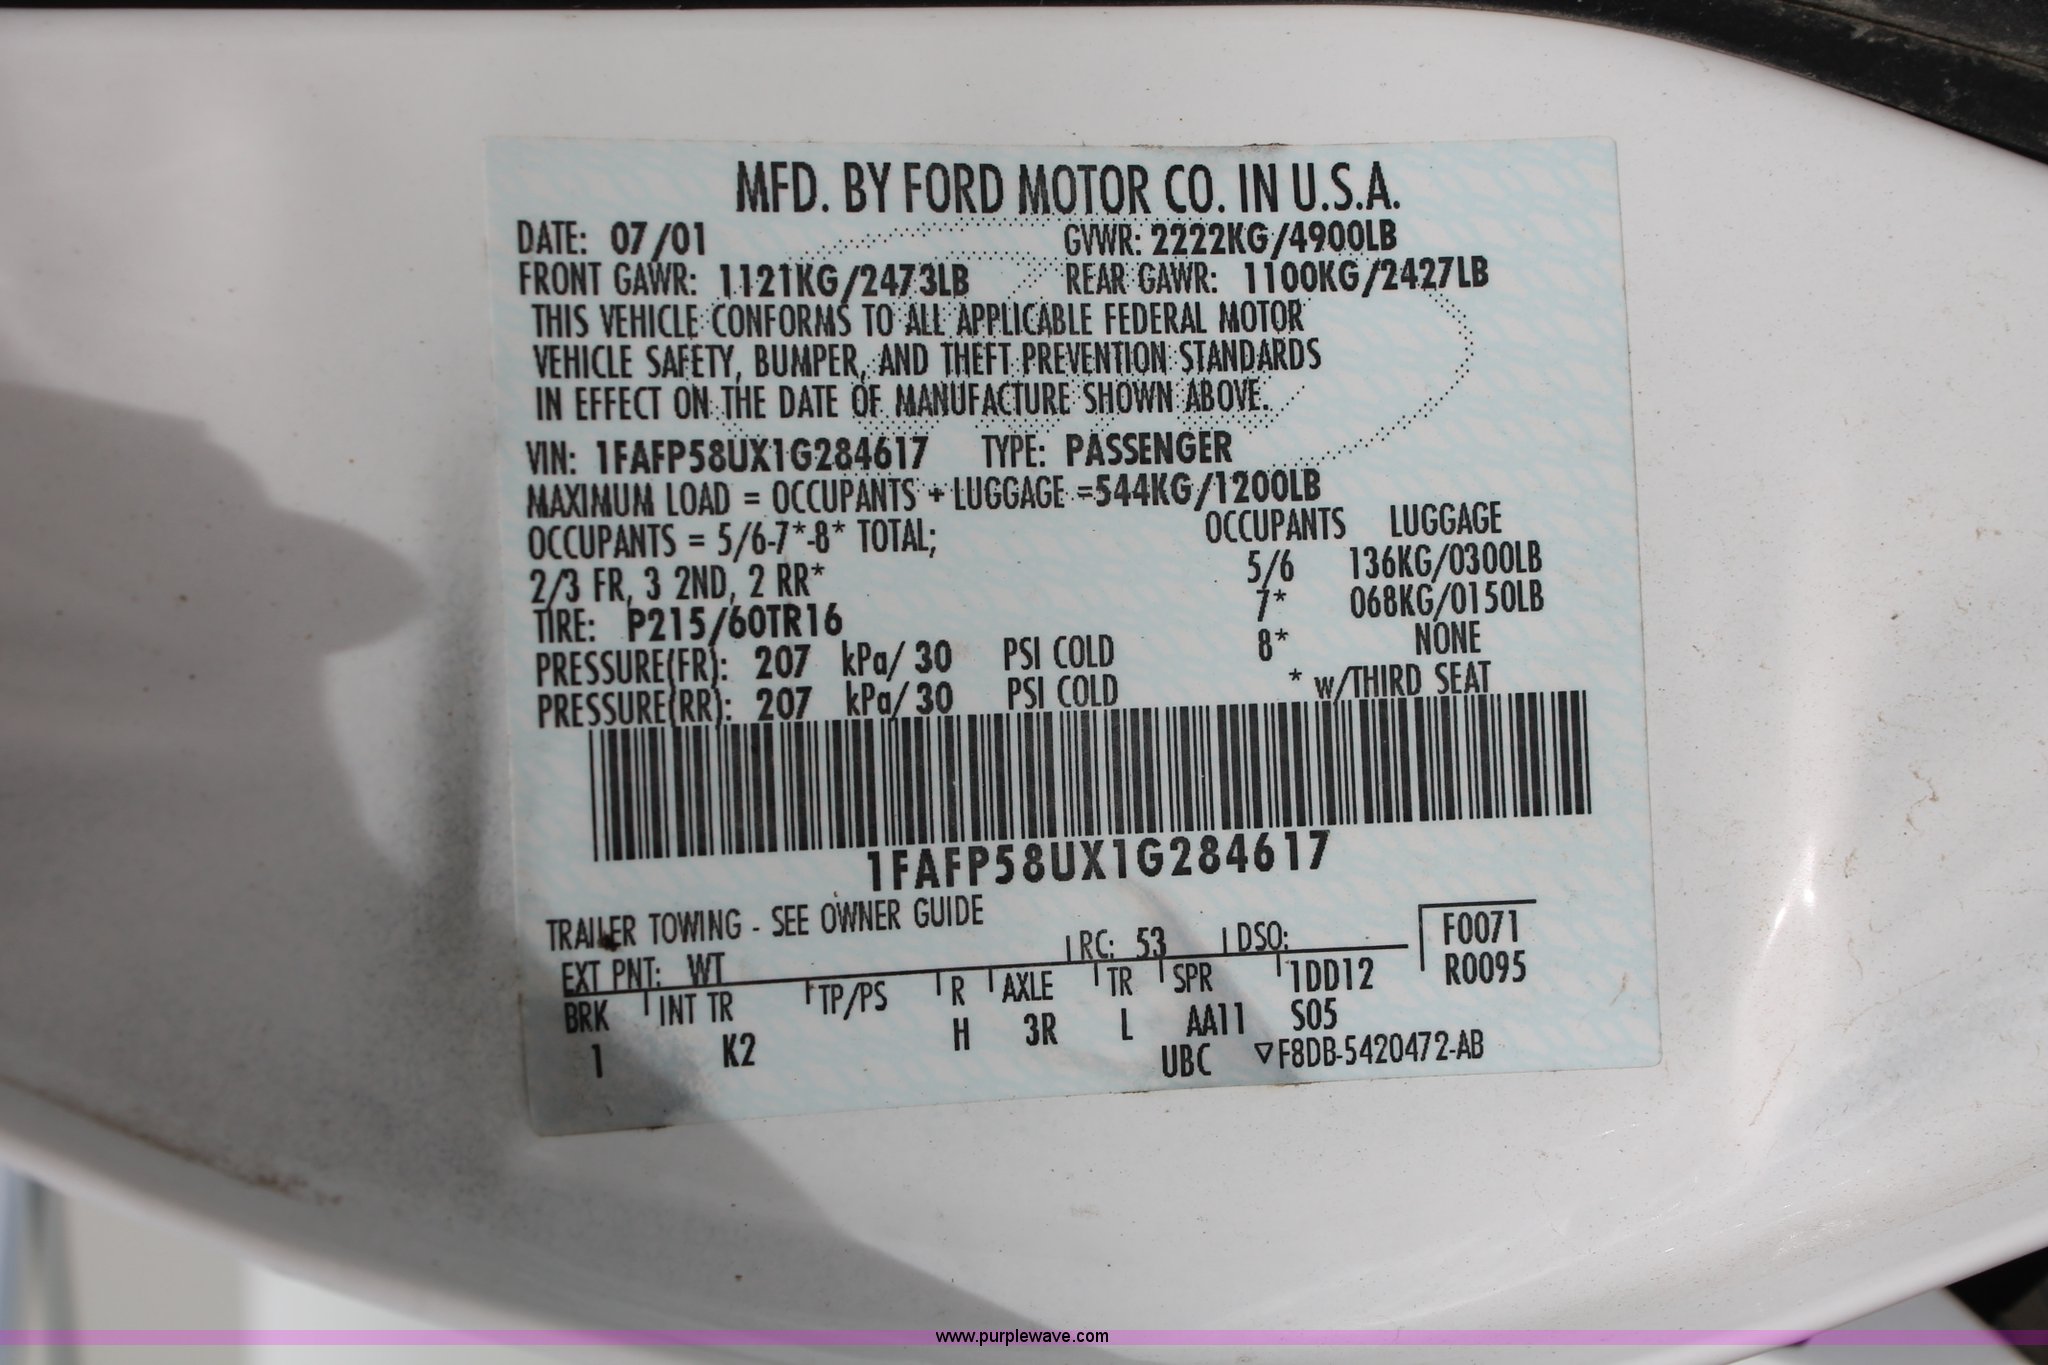 MFD. BY FORD MOTOR CO. IN U.S.A.
DATE: 07/01 GVWR: 2222KG/4900LB
FRONT GAWR: 1121KG/2473LB REAR GAWR: 1100KG/2427LB
THIS VEHICLE CONFORMS TO ALL APPLICABLE FEDERAL MOTOR
VEHICLE SAFETY, BUMPER, AND THEFT PREVENTION STANDARDS
IN EFFECT ON THE DATE OF MANUFACTURE SHOWN ABOVE.
VIN: 1FAFP58UX1G284617 TYPE: PASSENGER
MAXIMUM LOAD = OCCUPANTS + LUGGAGE =544KG/1200LB
OCCUPANTS = 5/6-7*-8* TOTAL; OCCUPANTS LUGGAGE
2/3 FR, 3 2ND, 2 RR* 5/6 136KG/0300LB
TIRE: P215/60TR16 7* 068KG/0150LB
PRESSURE(FR): 207 kPa/ 30 PSI COLD 8* NONE
PRESSURE(RR): 207 kPa/ 30 PSI COLD * w/THIRD SEAT
1FAFP58UX1G284617
TRAILER TOWING - SEE OWNER GUIDE
EXT PNT: WT RC: 53 DSO: F0071
BRK INT TR TP/PS R AXLE TR SPR 1DD12 R0095
1 K2 H 3R L AA11 S05
UBC ▽F8DB-5420472-AB
www.purplewave.com